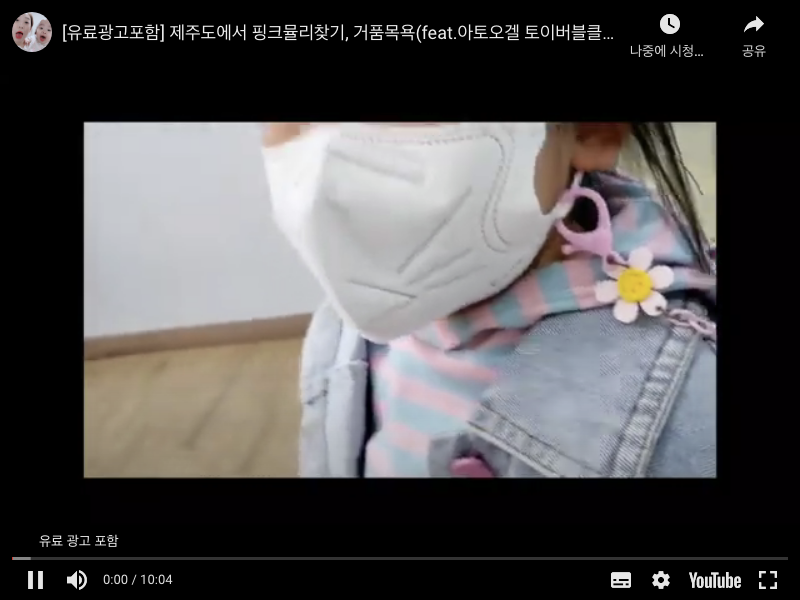 [유료광고포함] 제주도에서 핑크뮬리찾기, 거품목욕(feat.아토오겔 토이버블클...
나중에 시청...
공유
유료 광고 포함
0:00 / 10:04
YouTube